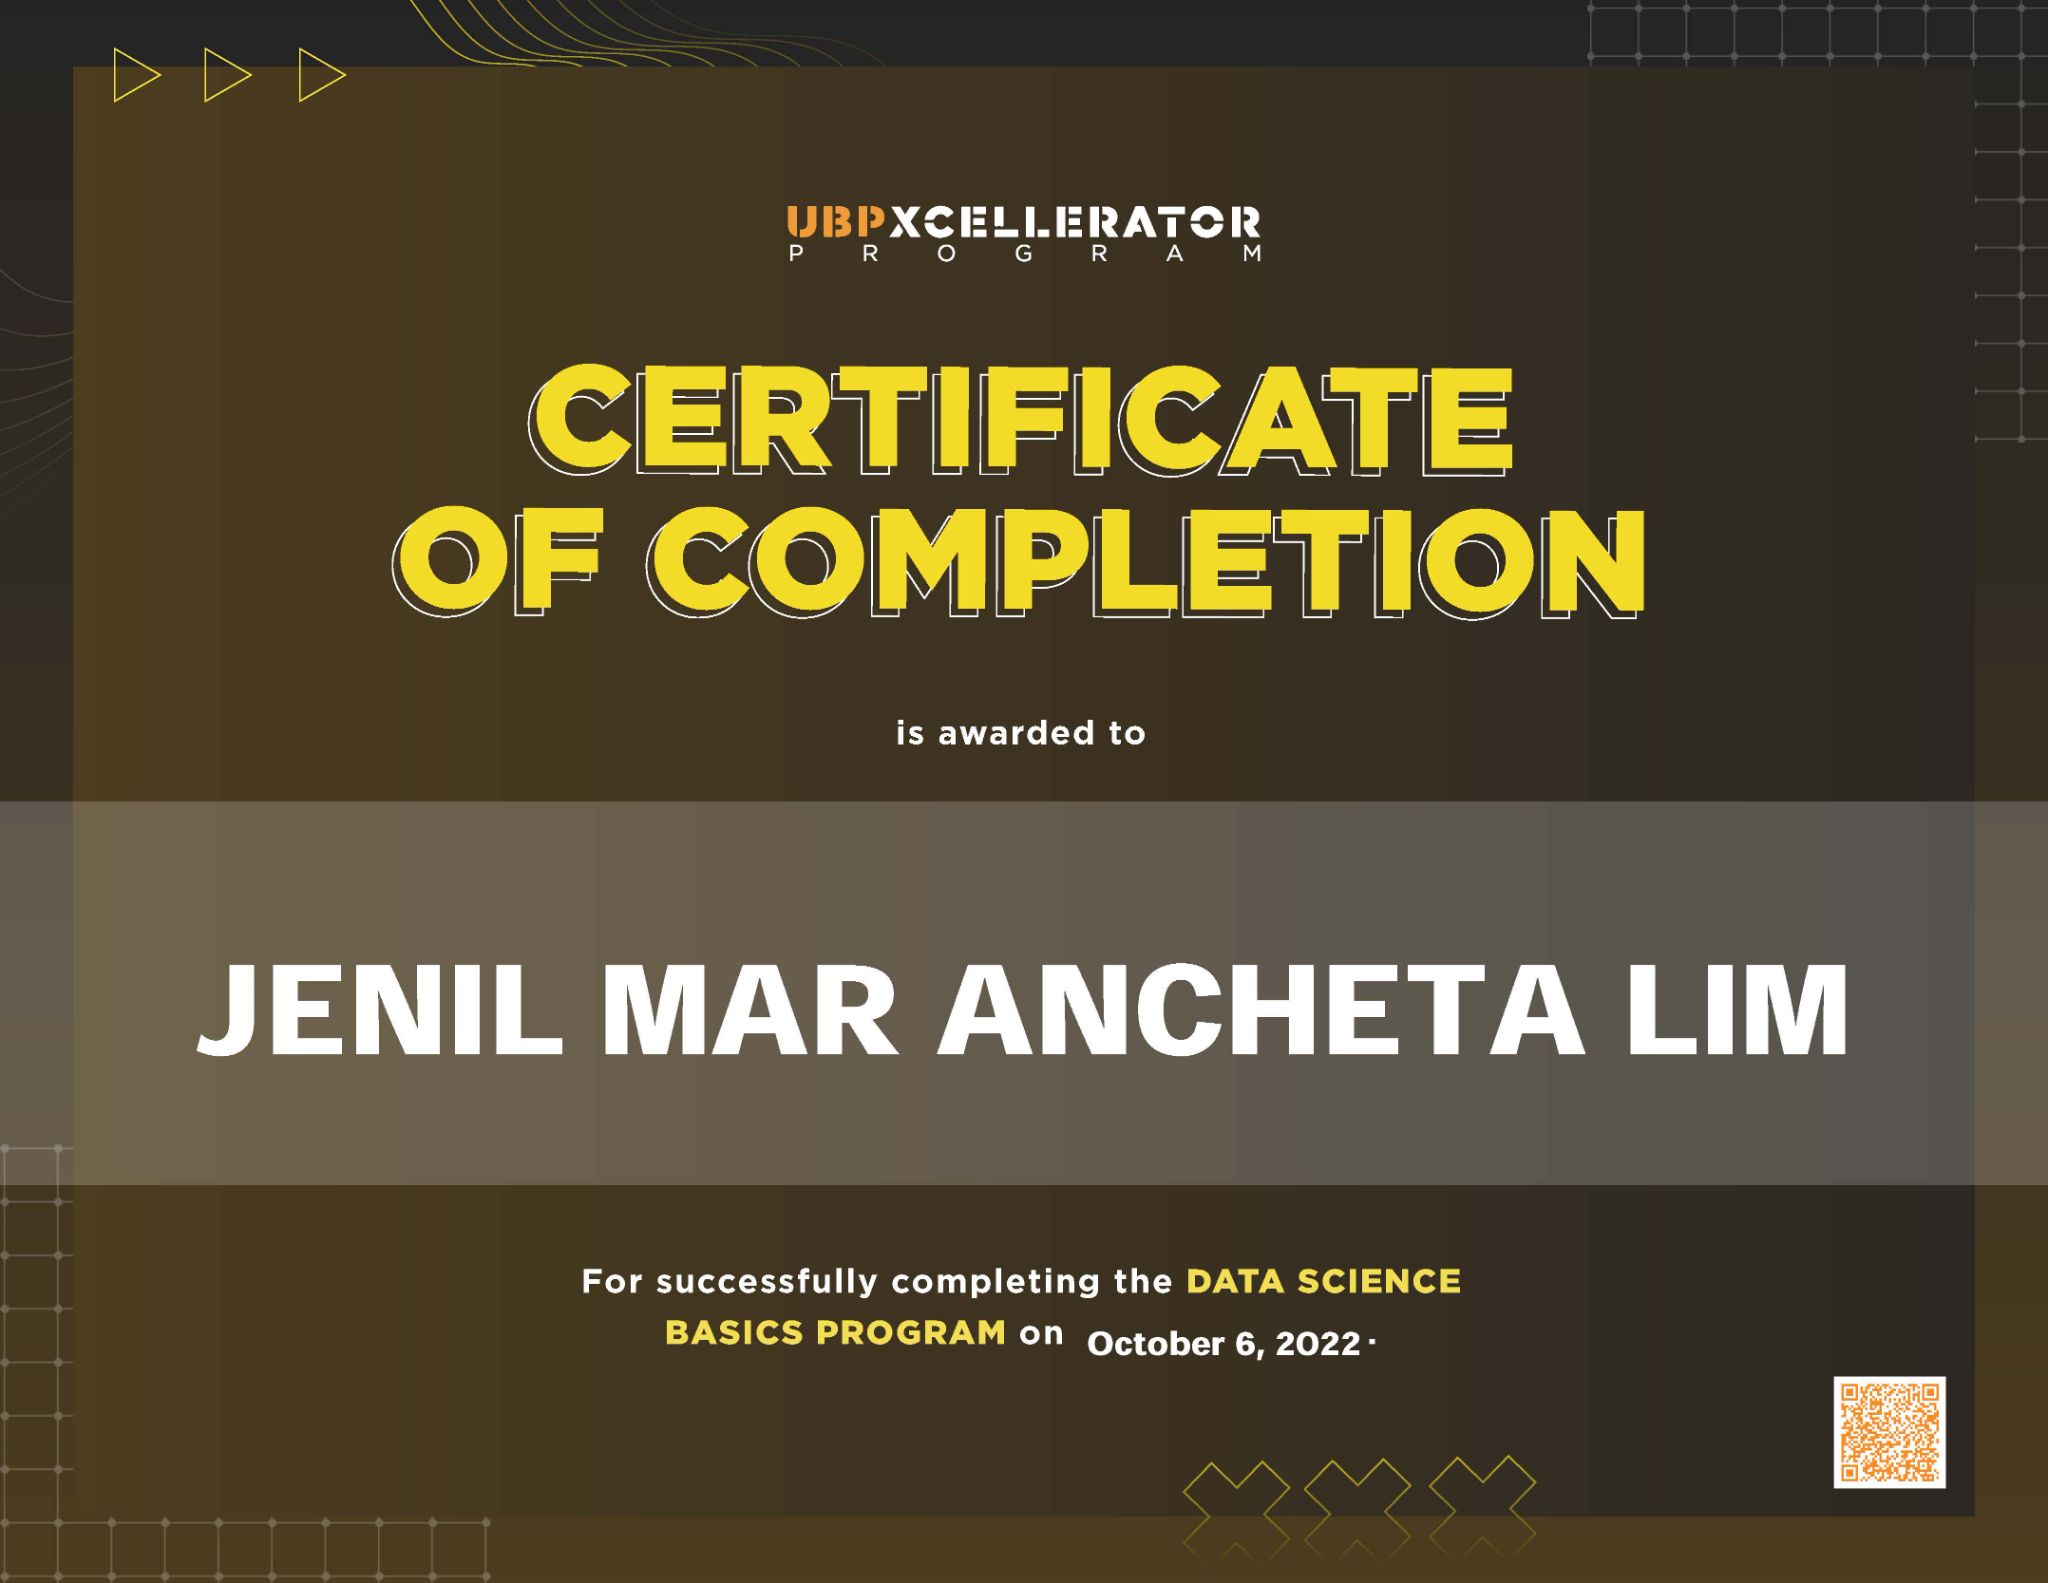 UBPXCELLERATOR
PROGRAM
CERTIFICATE
OF COMPLETION
is awarded to
JENIL MAR ANCHETA LIM
For successfully completing the DATA SCIENCE
BASICS PROGRAM on October 6, 2022.